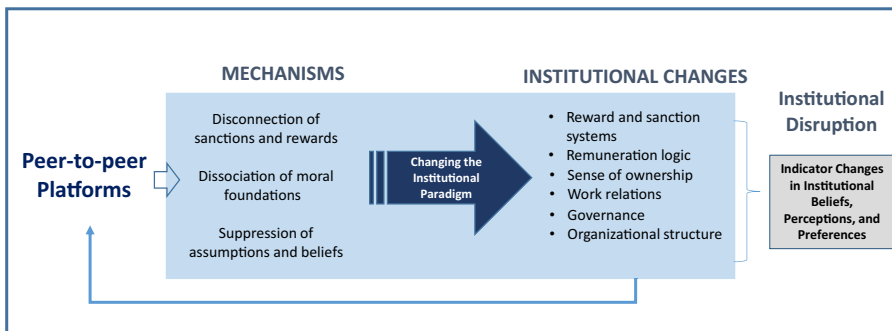 MECHANISMS
INSTITUTIONAL CHANGES
Institutional
Disruption
Peer-to-peer
Platforms
Disconnection of
sanctions and rewards
Dissociation of moral
foundations
Suppression of
assumptions and beliefs
Changing the
Institutional
Paradigm
• Reward and sanction
systems
• Remuneration logic
• Sense of ownership
• Work relations
• Governance
• Organizational structure
Indicator Changes
in Institutional
Beliefs,
Perceptions, and
Preferences